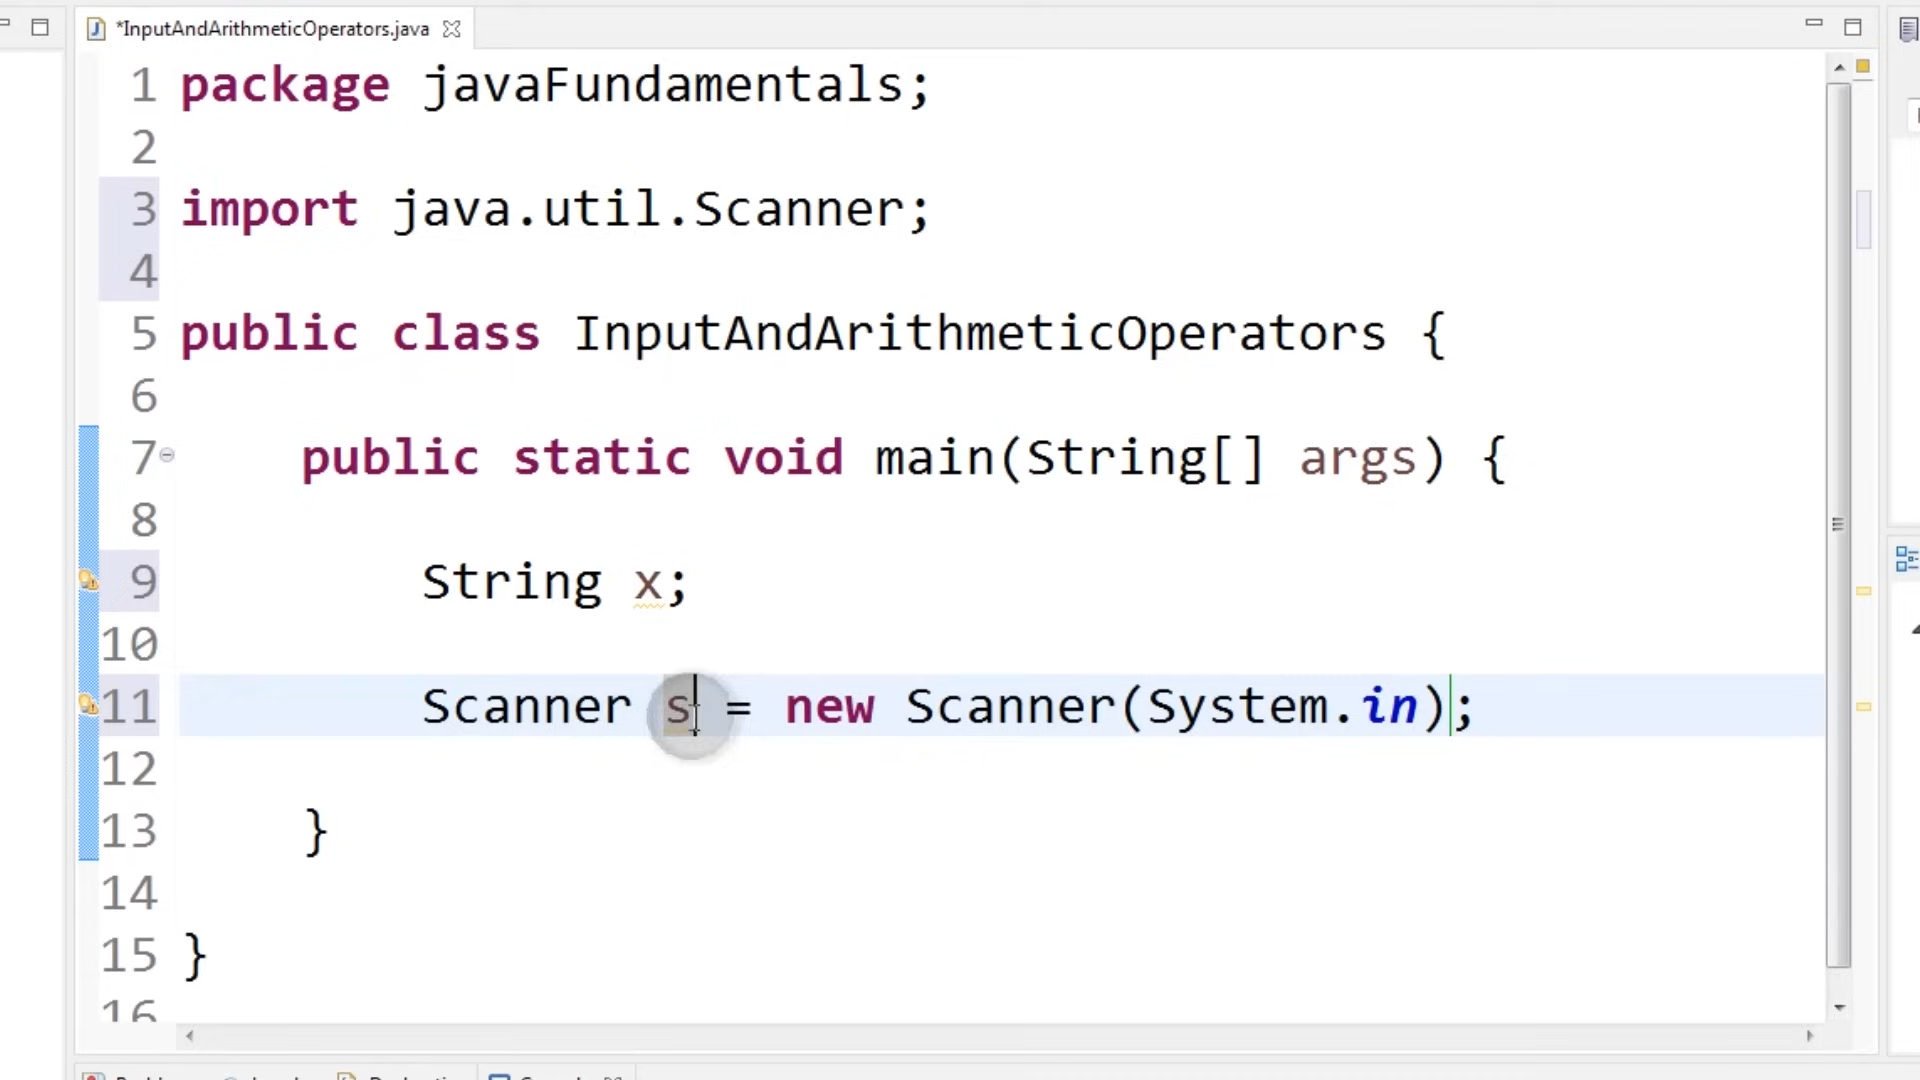 *InputAndArithmeticOperators.java
1 package javaFundamentals;
2
3 import java.util.Scanner;
4
5 public class InputAndArithmeticOperators {
6
7 public static void main(String[] args) {
8
9 String x;
10
11 Scanner s = new Scanner(System.in);
12
13 }
14
15 }
16